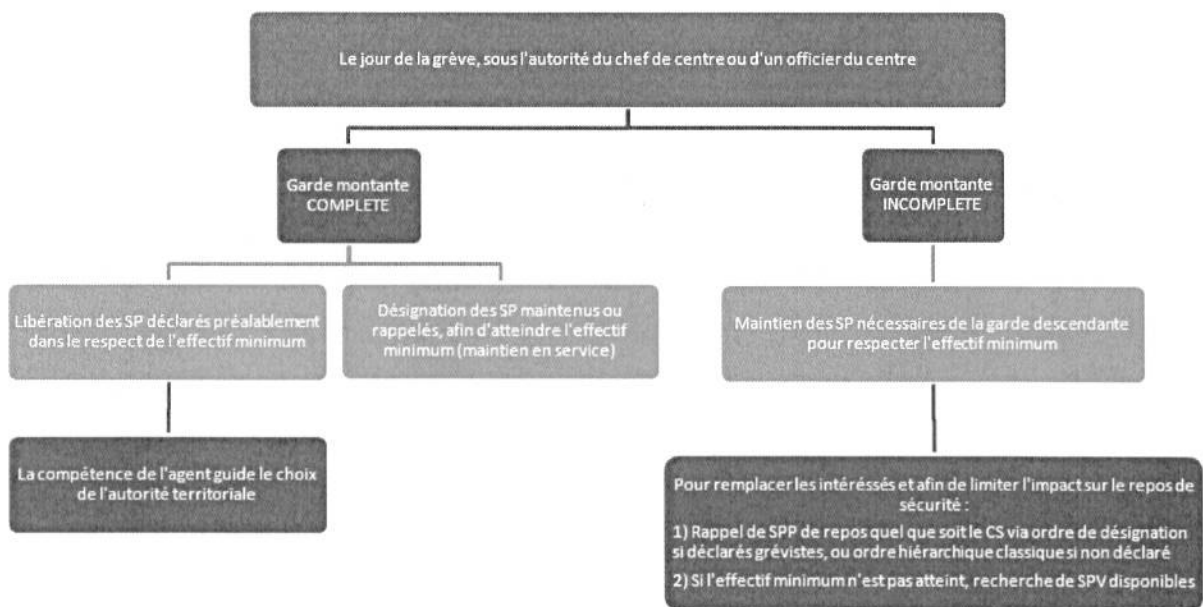 Le jour de la grève, sous l'autorité du chef de centre ou d'un officier du centre
Garde montante
COMPLETE
Garde montante
INCOMPLETE
Libération des SP déclarés préalablement
dans le respect de l'effectif minimum
Désignation des SP maintenus ou
rappelés, afin d'atteindre l'effectif
minimum (maintien en service)
Maintien des SP nécessaires de la garde descendante
pour respecter l'effectif minimum
La compétence de l'agent guide le choix
de l'autorité territoriale
Pour remplacer les intéréssés et afin de limiter l'impact sur le repos de
sécurité :
1) Rappel de SPP de repos quel que soit le CS via ordre de désignation
si déclarés grévistes, ou ordre hiérarchique classique si non déclaré
2) Si l'effectif minimum n'est pas atteint, recherche de SPV disponibles